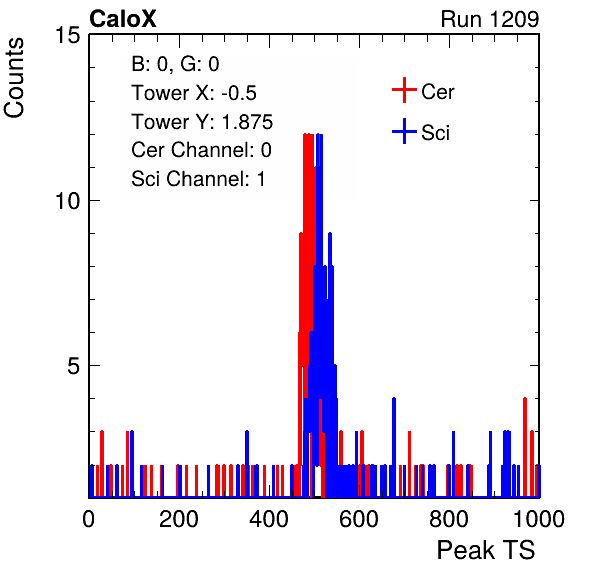 CaloX Run 1209
Counts
15
B: 0, G: 0
Tower X: -0.5
Tower Y: 1.875
Cer Channel: 0
Sci Channel: 1
Cer
Sci
10
5
0 200 400 600 800 1000
Peak TS